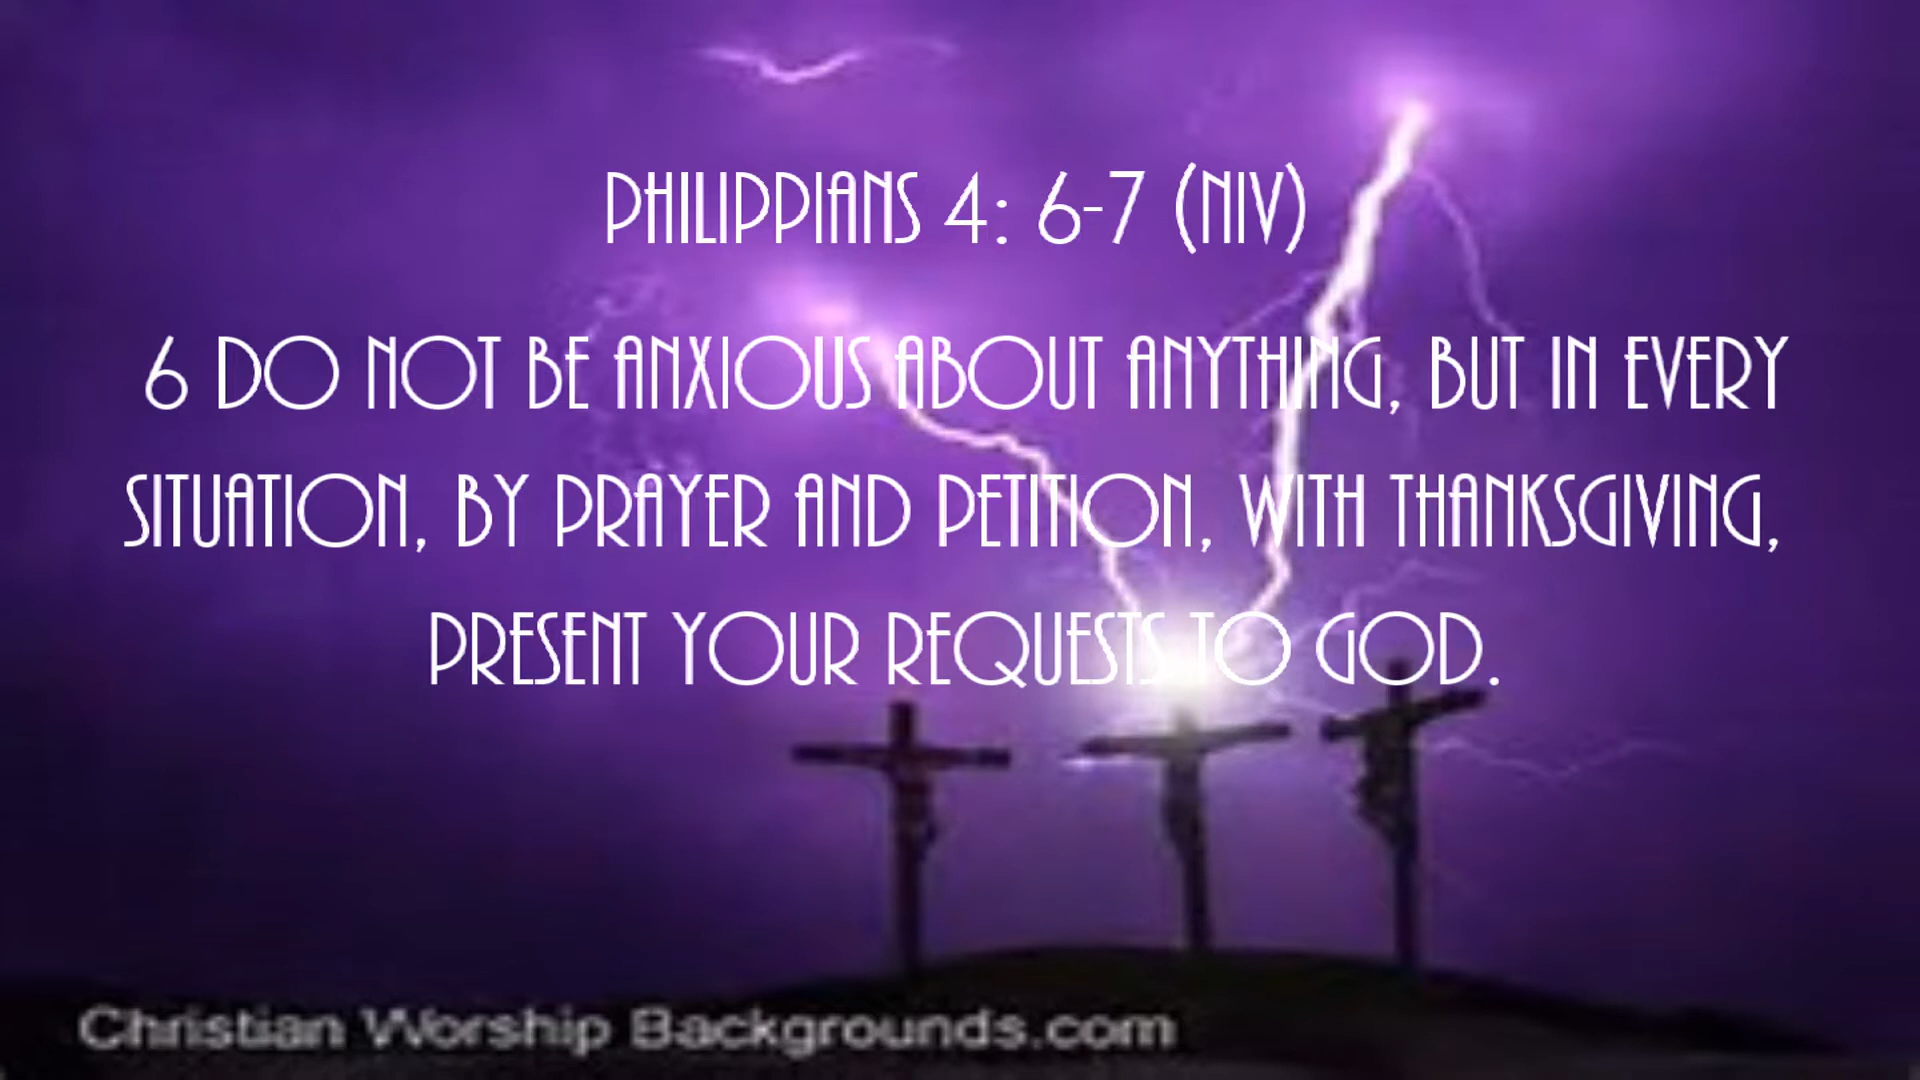 PHILIPPIANS 4: 6-7 (NIV)
6 DO NOT BE ANXIOUS ABOUT ANYTHING, BUT IN EVERY
SITUATION, BY PRAYER AND PETITION, WITH THANKSGIVING,
PRESENT YOUR REQUESTS TO GOD.
Christian Worship Backgrounds.com